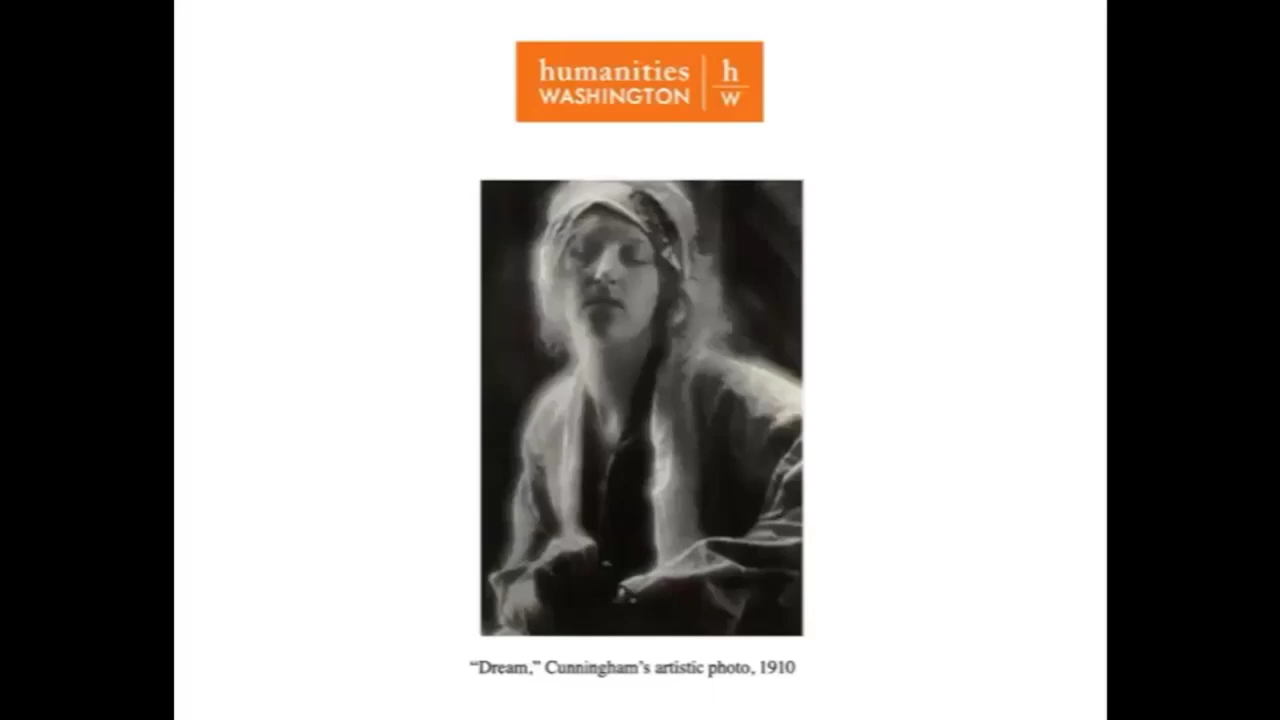 humanities
WASHINGTON
h
w
"Dream," Cunningham's artistic photo, 1910